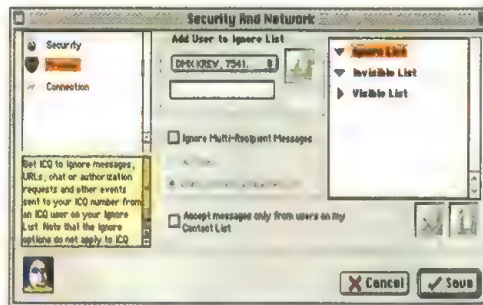 Security And Network
Security
Connection
Set ICQ to Ignore messages,
URLs, chat or authorization
requests and other events
sent to your ICQ number from
an ICQ user on your Ignore
List. Note that the Ignore
options do not apply to ICQ
Add User to Ignore List
DMX KREW, 7541.
Ignore Multi-Recipient Messages
Accept messages only from users on my
Contact List
Ignore List
Invisible List
Visible List
Cancel
Save